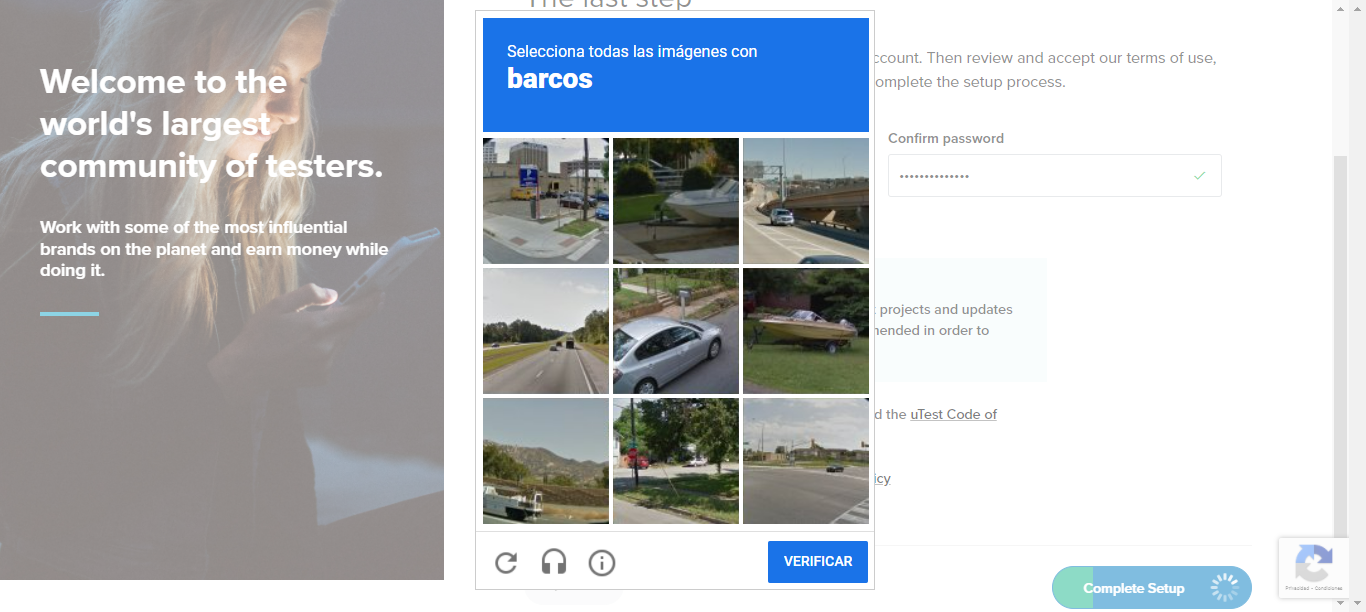 Welcome to the
world's largest
community of testers.
Work with some of the most influential
brands on the planet and earn money while
doing it.
The last step
Selecciona todas las imágenes con
barcos
P
VERIFICAR
ccount. Then review and accept our terms of use,
omplete the setup process.
Confirm password
projects and updates
nended in order to
d the uTest Code of
icy
Complete Setup
Privacidad - Condiciones